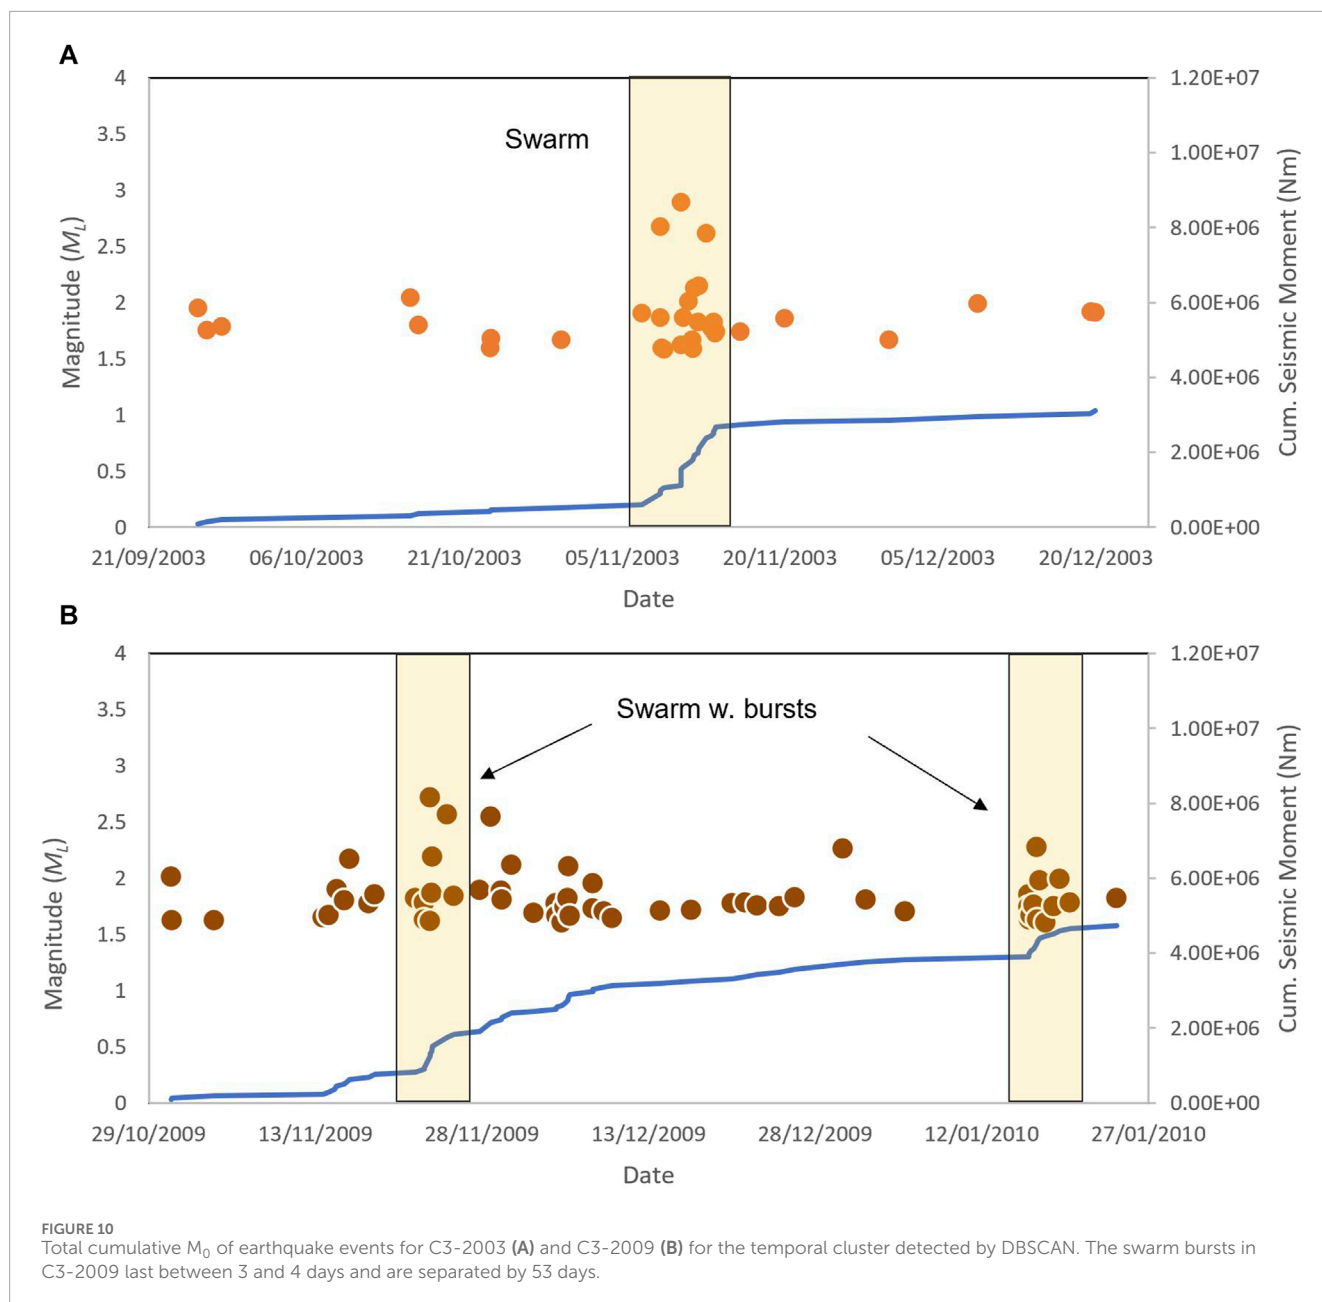 A
4
3.5
3
2.5
2
1.5
1
0.5
0
Magnitude (ML)
Swarm
1.20E+07
1.00E+07
8.00E+06
6.00E+06
4.00E+06
2.00E+06
0.00E+00
Cum. Seismic Moment (Nm)
21/09/2003 06/10/2003 21/10/2003 05/11/2003 20/11/2003 05/12/2003 20/12/2003
Date
B
4
3.5
3
2.5
2
1.5
1
0.5
0
Magnitude (ML)
Swarm w. bursts
1.20E+07
1.00E+07
8.00E+06
6.00E+06
4.00E+06
2.00E+06
0.00E+00
Cum. Seismic Moment (Nm)
29/10/2009 13/11/2009 28/11/2009 13/12/2009 28/12/2009 12/01/2010 27/01/2010
Date
FIGURE 10
Total cumulative M0 of earthquake events for C3-2003 (A) and C3-2009 (B) for the temporal cluster detected by DBSCAN. The swarm bursts in
C3-2009 last between 3 and 4 days and are separated by 53 days.